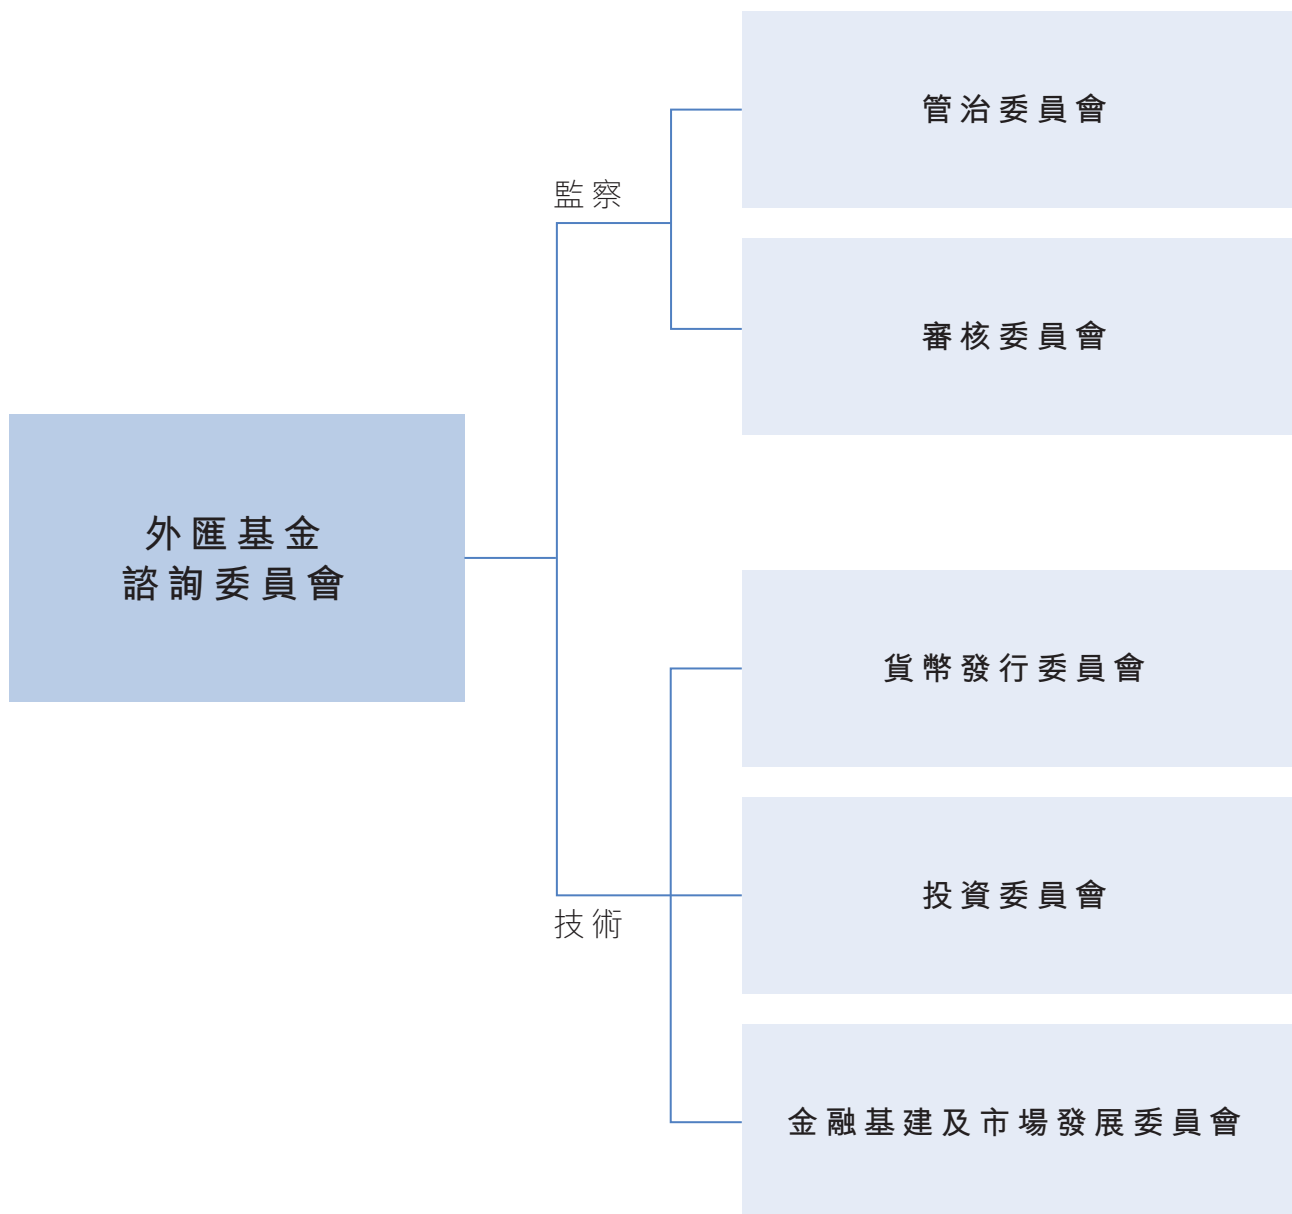 外匯基金
諮詢委員會
監察
管治委員會
審核委員會
技術
貨幣發行委員會
投資委員會
金融基建及市場發展委員會